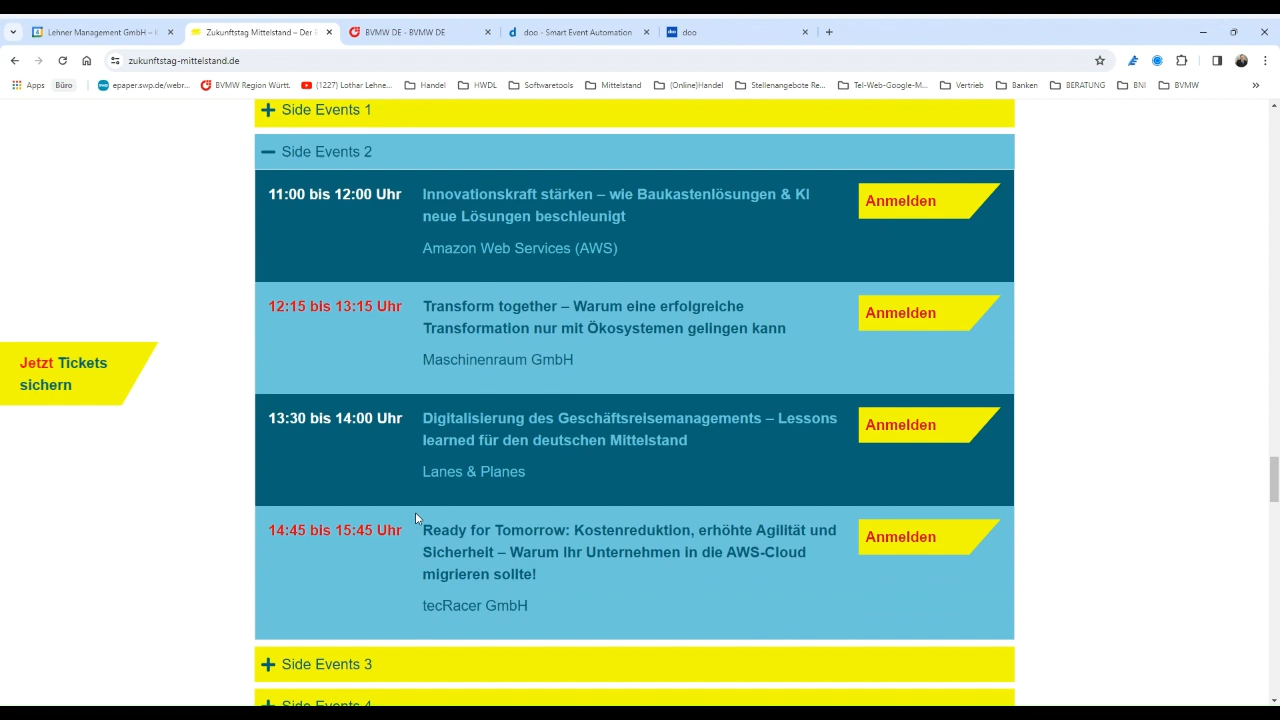 Lehner Management GmbH –
Zukunftstag Mittelstand – Der
BVMW DE - BVMW DE
doo - Smart Event Automation
doo
doo
zukunftstag-mittelstand.de
Apps
Büro
epaper.swp.de/webr...
BVMW Region Württ.
(1227) Lothar Lehne...
Handel
HWDL
Softwaretools
Mittelstand
(Online)Handel
Stellenangebote Re...
Tel-Web-Google-M...
Vertrieb
Banken
BERATUNG
BNI
BVMW
Side Events 1
Side Events 2
11:00 bis 12:00 Uhr
Innovationskraft stärken – wie Baukastenlösungen & KI
neue Lösungen beschleunigt
Amazon Web Services (AWS)
Anmelden
12:15 bis 13:15 Uhr
Transform together – Warum eine erfolgreiche
Transformation nur mit Ökosystemen gelingen kann
Maschinenraum GmbH
Anmelden
Jetzt Tickets
sichern
13:30 bis 14:00 Uhr
Digitalisierung des Geschäftsreisemanagements – Lessons
learned für den deutschen Mittelstand
Lanes & Planes
Anmelden
14:45 bis 15:45 Uhr
Ready for Tomorrow: Kostenreduktion, erhöhte Agilität und
Sicherheit – Warum Ihr Unternehmen in die AWS-Cloud
migrieren sollte!
tecRacer GmbH
Anmelden
Side Events 3
Side Events 4